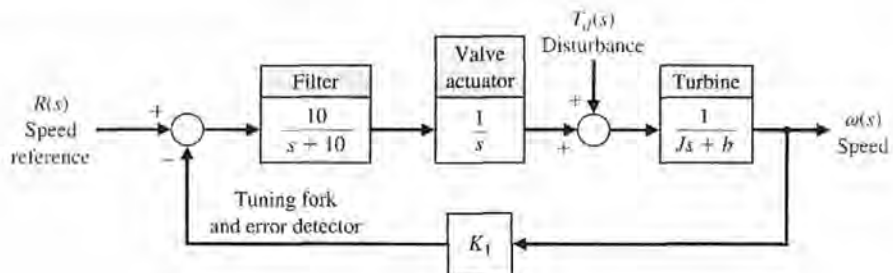 T_d(s)
Disturbance
Valve
actuator
Filter
Turbine
R(s)
Speed
reference
+
−
10
s + 10
1
s
+
+
1
Js + b
ω(s)
Speed
Tuning fork
and error detector
K₁